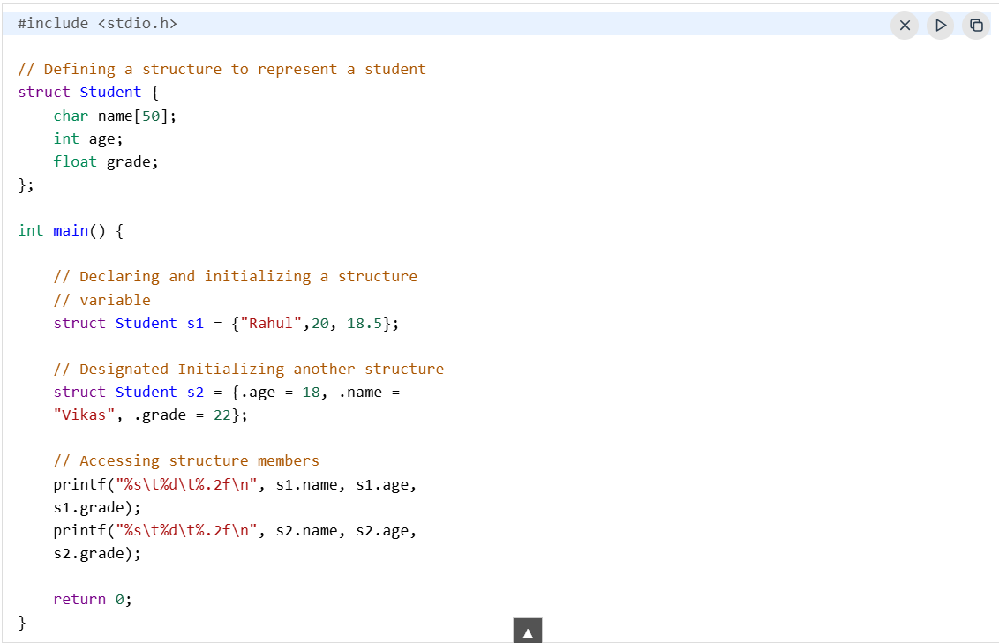 #include <stdio.h>
// Defining a structure to represent a student
struct Student {
    char name[50];
    int age;
    float grade;
};
int main() {
    // Declaring and initializing a structure
    // variable
    struct Student s1 = {"Rahul",20, 18.5};
    // Designated Initializing another structure
    struct Student s2 = {.age = 18, .name =
    "Vikas", .grade = 22};
    // Accessing structure members
    printf("%s\t%d\t%.2f\n", s1.name, s1.age,
    s1.grade);
    printf("%s\t%d\t%.2f\n", s2.name, s2.age,
    s2.grade);
    return 0;
}